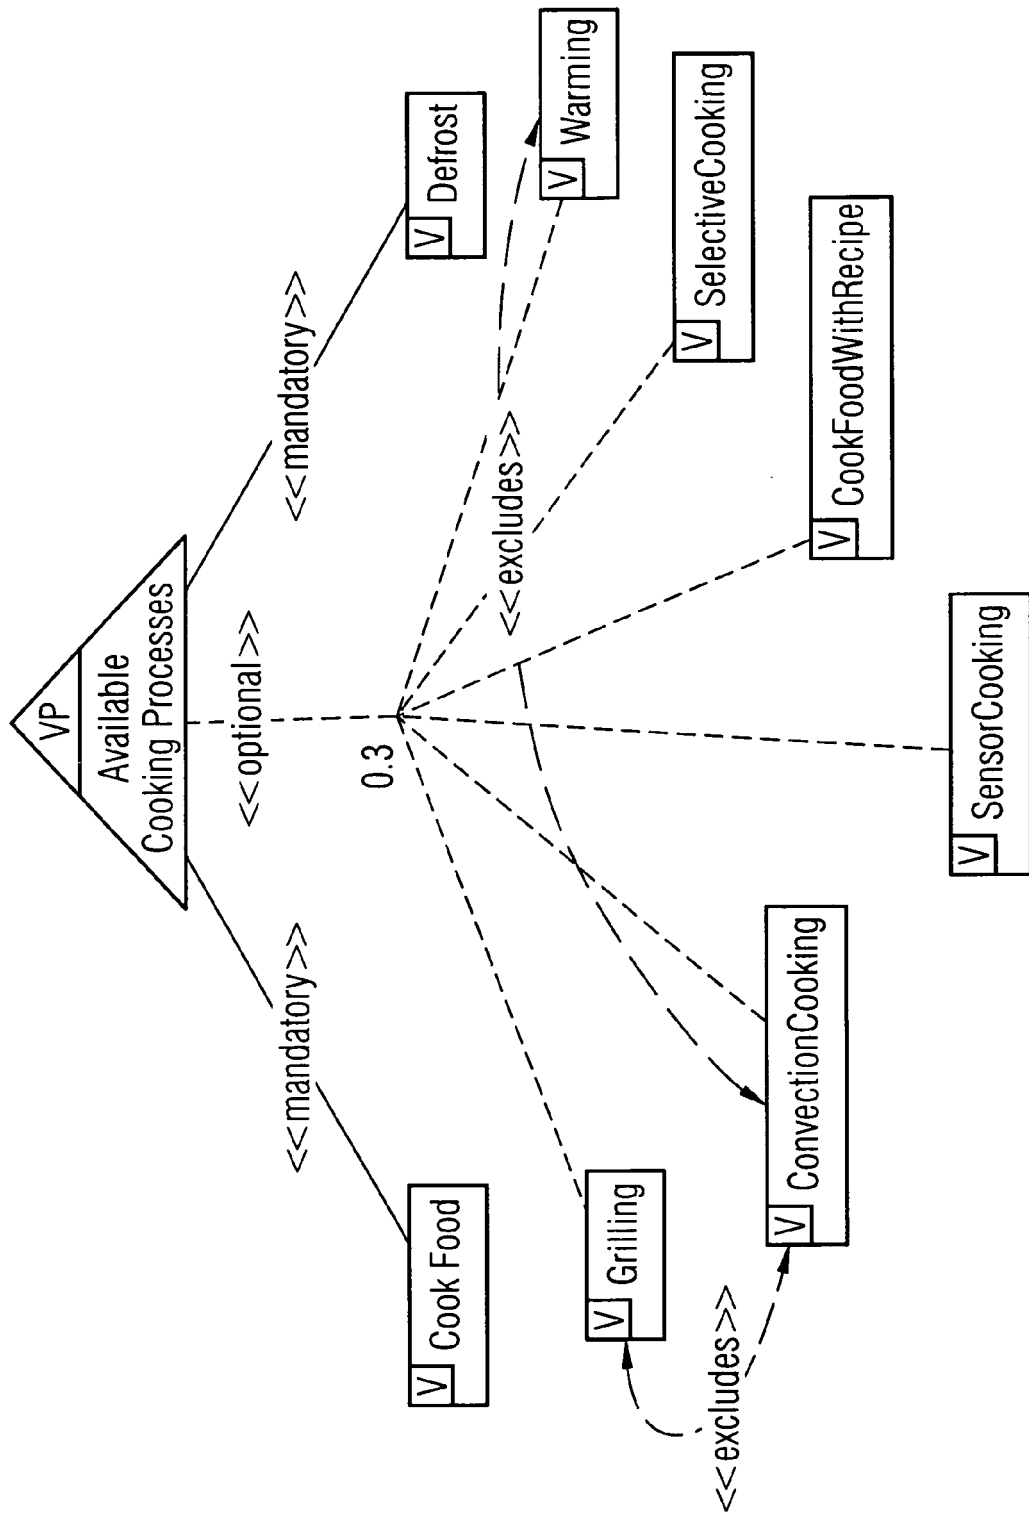 VP
Available
Cooking Processes
<<mandatory>>
<<optional>>
<<mandatory>>
0.3
V
Cook Food
V
Defrost
<<excludes>>
V
Grilling
V
Warming
<<excludes>>
V
ConvectionCooking
V
SelectiveCooking
V
CookFoodWithRecipe
V
SensorCooking